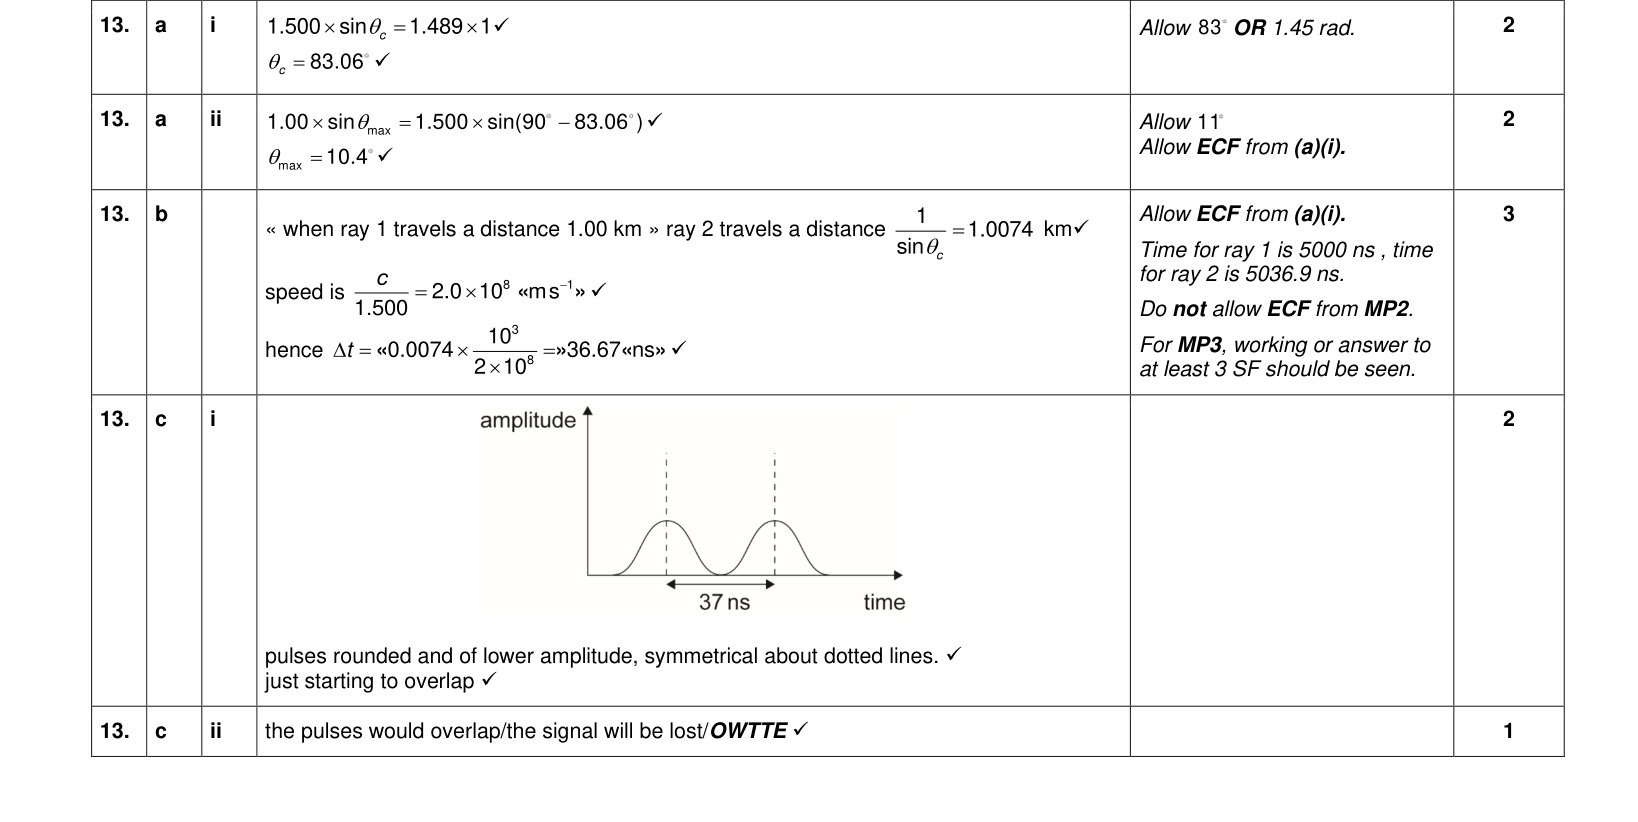 13. a i 1.500 × sinθc = 1.489 × 1 ✓ Allow 83° OR 1.45 rad. 2
θc = 83.06° ✓
13. a ii 1.00 × sinθmax = 1.500 × sin(90° − 83.06°) ✓ Allow 11° 2
Allow ECF from (a)(i).
θmax = 10.4° ✓
13. b « when ray 1 travels a distance 1.00 km » ray 2 travels a distance 1/sinθc = 1.0074 km✓ Allow ECF from (a)(i). 3
Time for ray 1 is 5000 ns , time
for ray 2 is 5036.9 ns.
speed is c/1.500 = 2.0 × 10⁸ «m s⁻¹» ✓
Do not allow ECF from MP2.
hence Δt = «0.0074 × 10³/2 × 10⁸ =»36.67«ns» ✓
For MP3, working or answer to
at least 3 SF should be seen.
13. c i 2
amplitude
37 ns
time
pulses rounded and of lower amplitude, symmetrical about dotted lines. ✓
just starting to overlap ✓
13. c ii the pulses would overlap/the signal will be lost/OWTTE ✓ 1